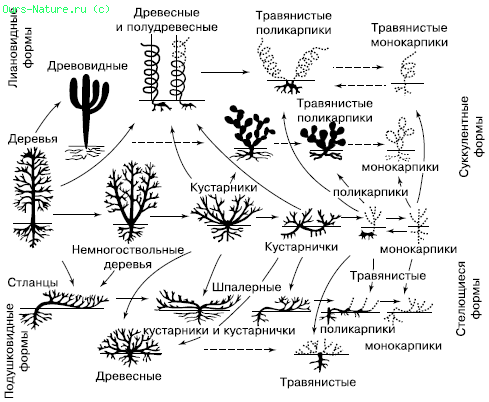 Ours-Nature.ru (c)
Лиановидные
формы
Древесные
и полудревесные
Травянистые
поликарпики
Травянистые
монокарпики
Древовидные
Травянистые
поликарпики
Суккулентные
формы
Деревья
монокарпики
Кустарники
поликарпики
Немногоствольные
деревья
Кустарнички
монокарпики
Стланцы
Шпалерные
Травянистые
Стелющиеся
формы
Подушковидные
формы
кустарники и кустарнички
поликарпики
монокарпики
Древесные
Травянистые